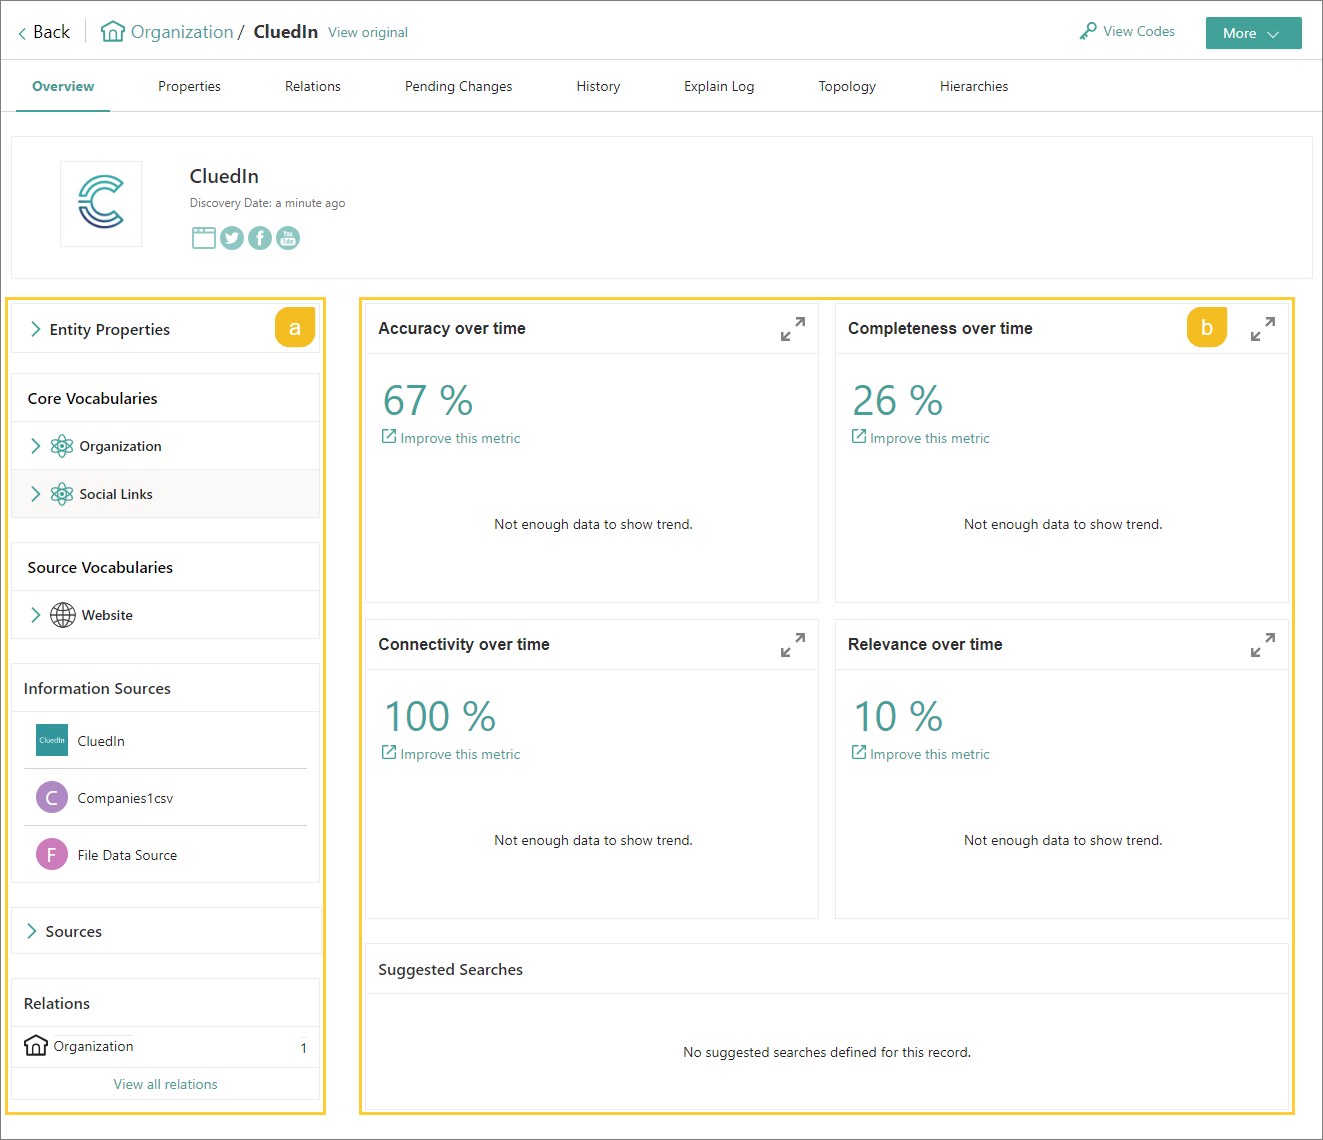 Back Organization / CluedIn View original View Codes More
Overview Properties Relations Pending Changes History Explain Log Topology Hierarchies
CluedIn
Discovery Date: a minute ago
You
Tube
Entity Properties
a
Core Vocabularies
Organization
Social Links
Source Vocabularies
Website
Information Sources
CluedIn CluedIn
C Companies1csv
F File Data Source
Sources
Relations
Organization 1
View all relations
Accuracy over time
67 %
Improve this metric
Not enough data to show trend.
Completeness over time
b
26 %
Improve this metric
Not enough data to show trend.
Connectivity over time
100 %
Improve this metric
Not enough data to show trend.
Relevance over time
10 %
Improve this metric
Not enough data to show trend.
Suggested Searches
No suggested searches defined for this record.